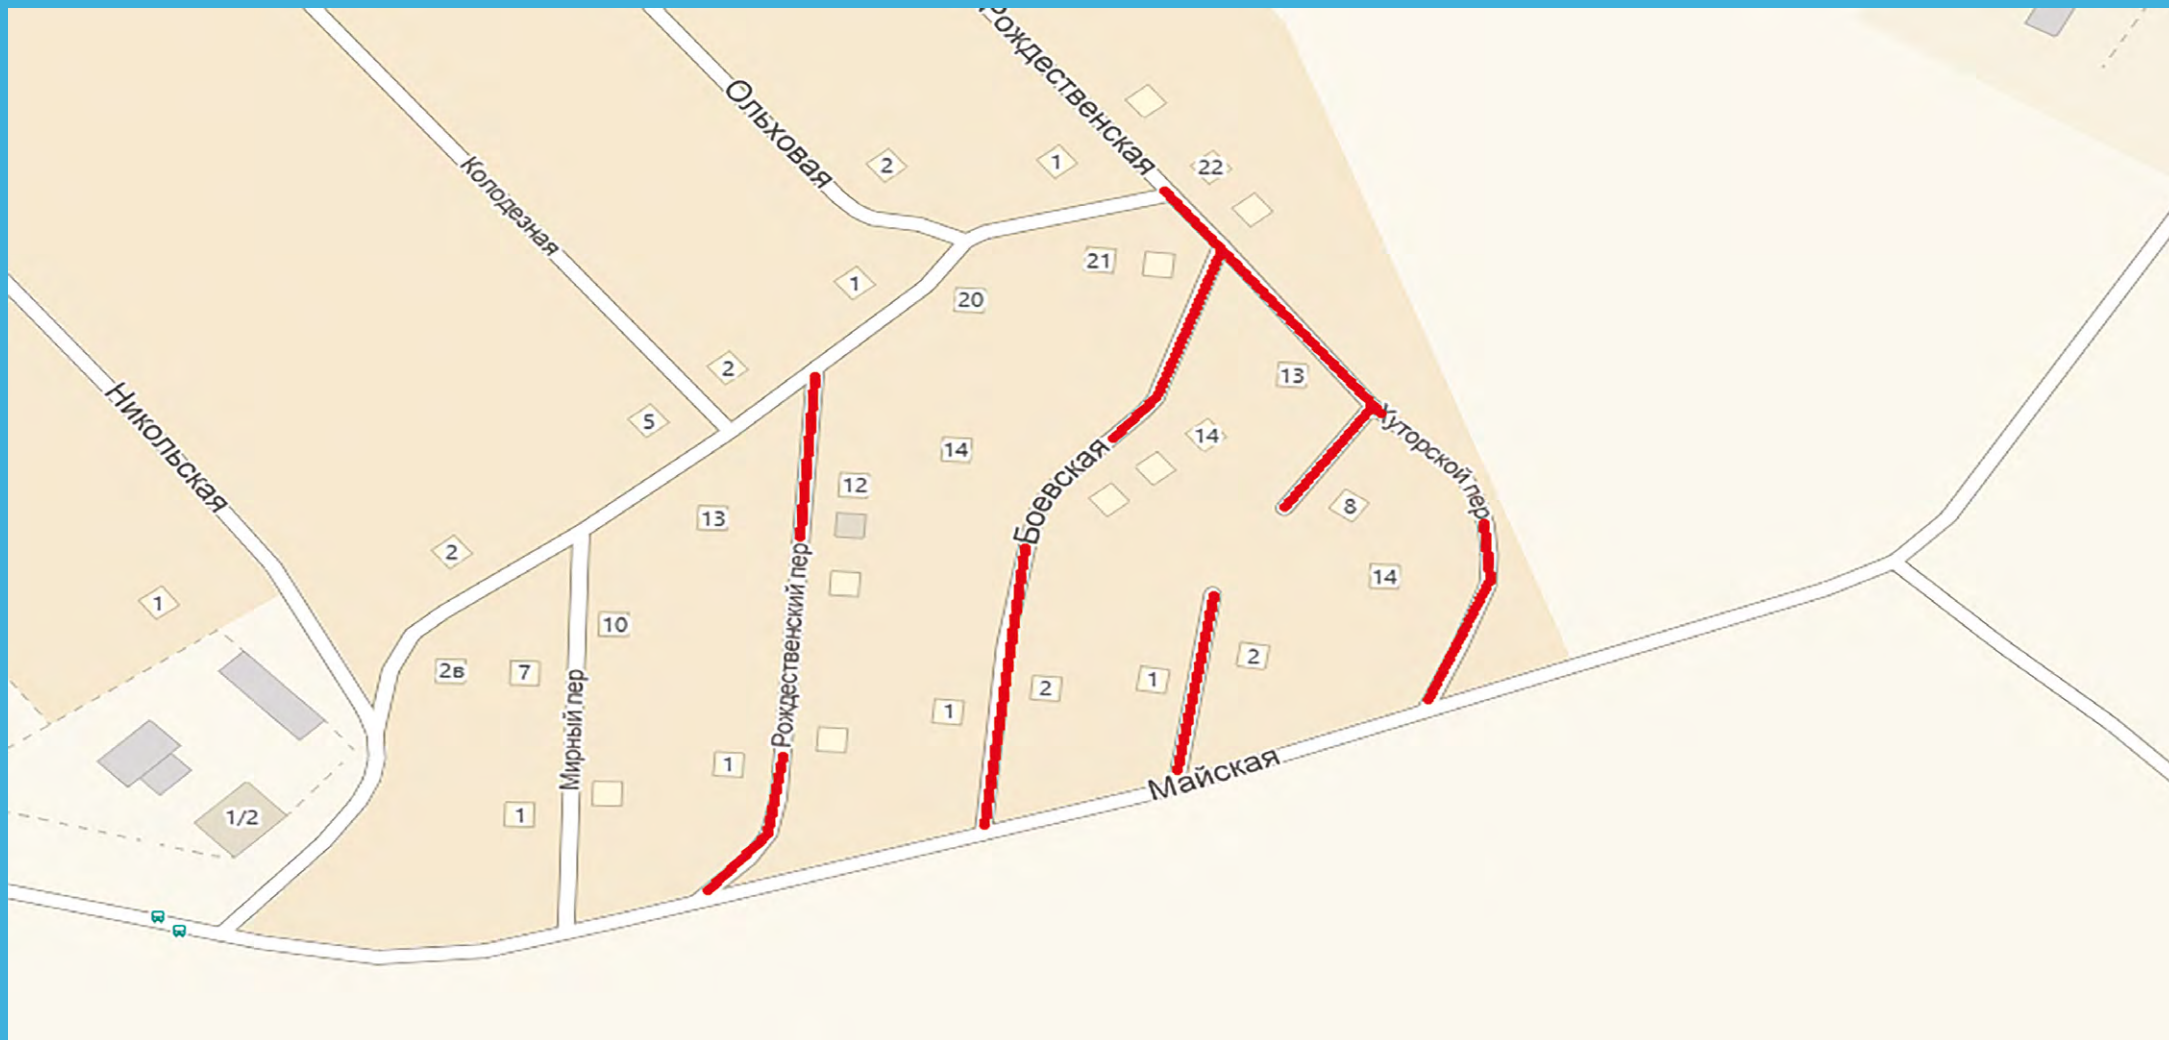 Рождественская
Ольховая
2
1
22
Колодезная
21
1
20
2
13
Никольская
5
Хуторской пер
14
14
Боевская
12
13
8
2
14
1
10
Рождественский пер
2
2в
7
1
2
Мирный пер
1
1
Майская
1
1/2